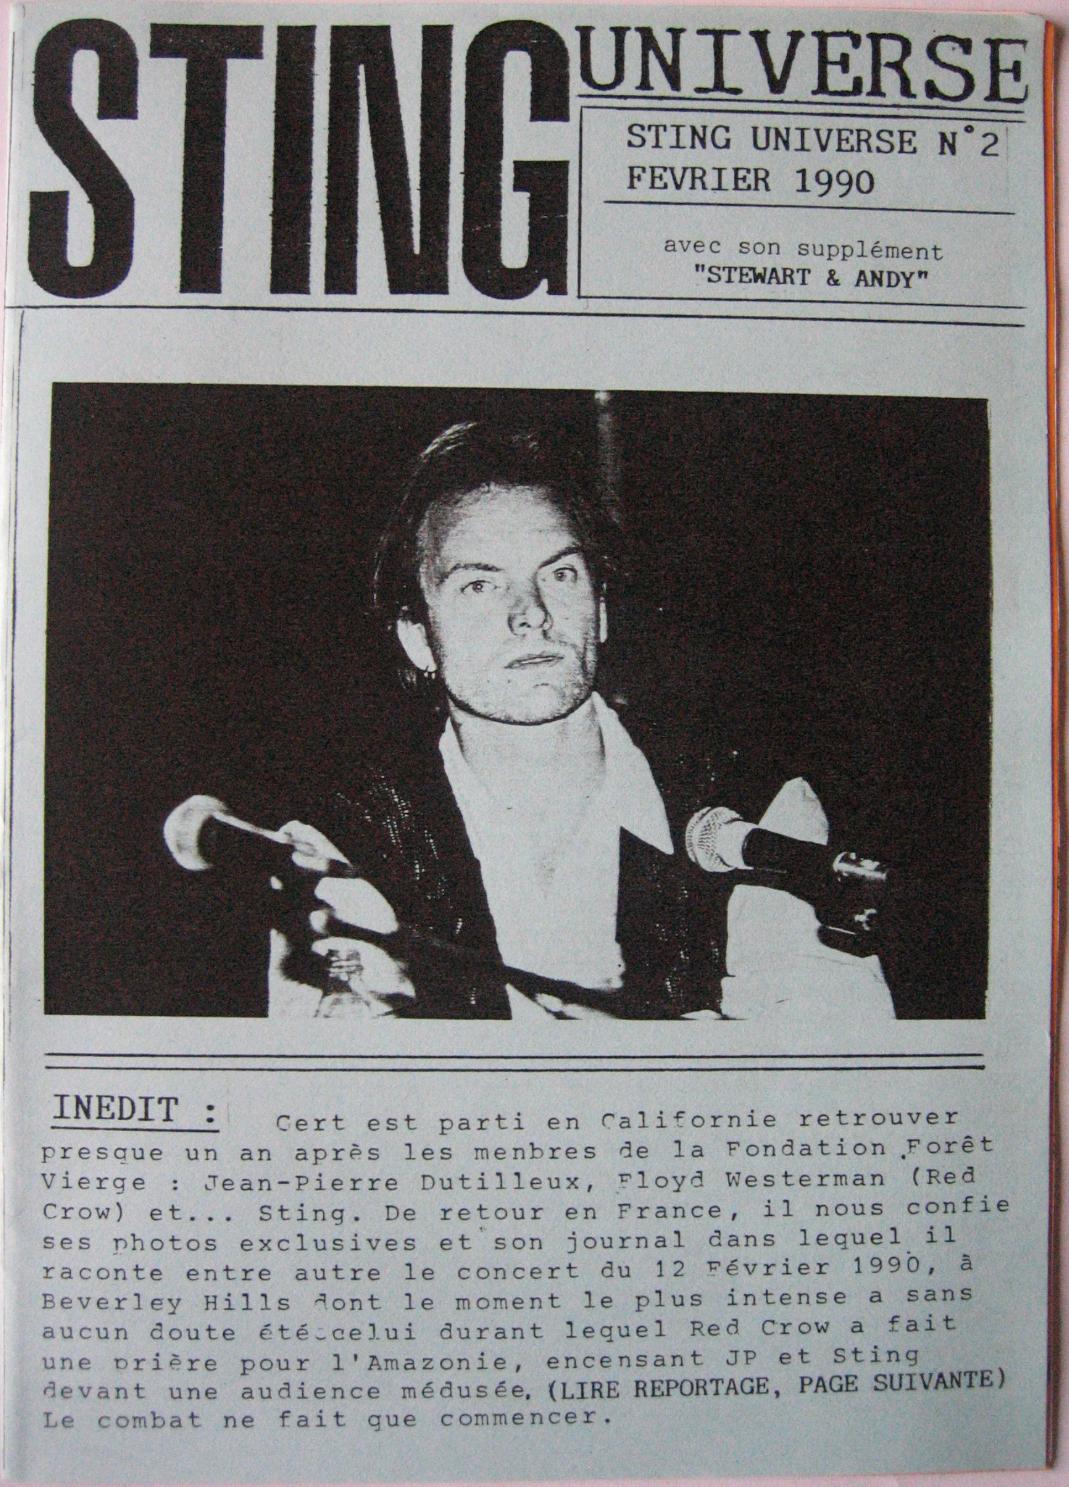 STING UNIVERSE
STING UNIVERSE N°2
FEVRIER 1990
avec son supplément
"STEWART & ANDY"
INEDIT : Cert est parti en Californie retrouver
presque un an après les menbres de la Fondation Forêt
Vierge : Jean-Pierre Dutilleux, Floyd Westerman (Red
Crow) et... Sting. De retour en France, il nous confie
ses photos exclusives et son journal dans lequel il
raconte entre autre le concert du 12 Février 1990, à
Beverley Hills dont le moment le plus intense a sans
aucun doute été celui durant lequel Red Crow a fait
une prière pour l'Amazonie, encensant JP et Sting
devant une audience médusée. (LIRE REPORTAGE, PAGE SUIVANTE)
Le combat ne fait que commencer.